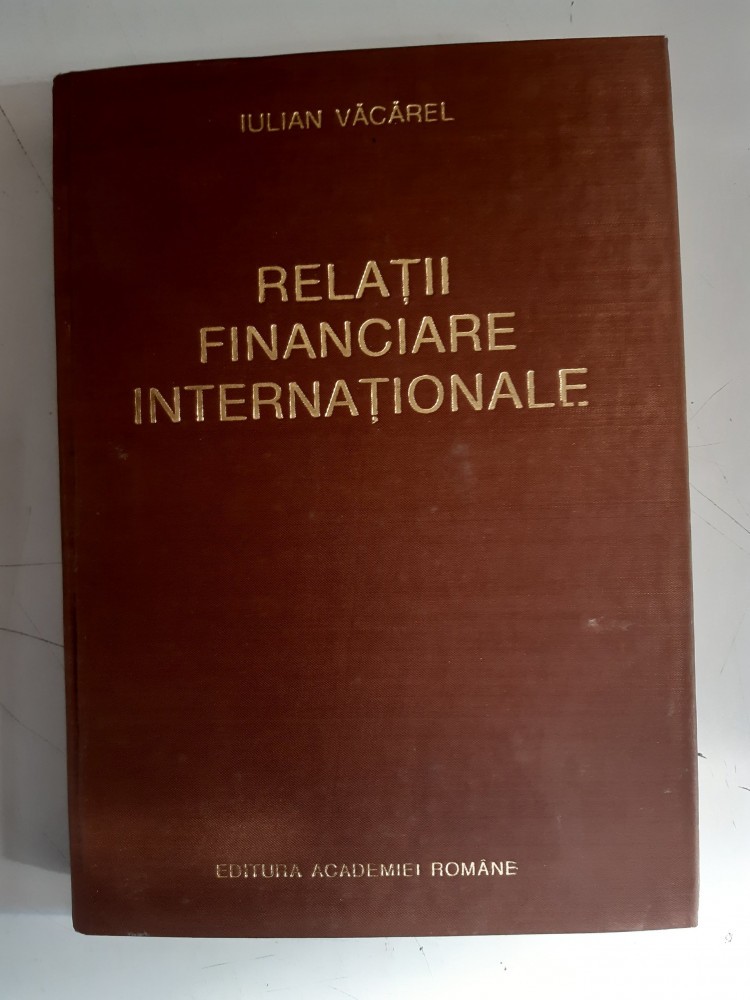 IULIAN VĂCĂREL
RELAȚII
FINANCIARE
INTERNAȚIONALE
EDITURA ACADEMIEI ROMÂNE